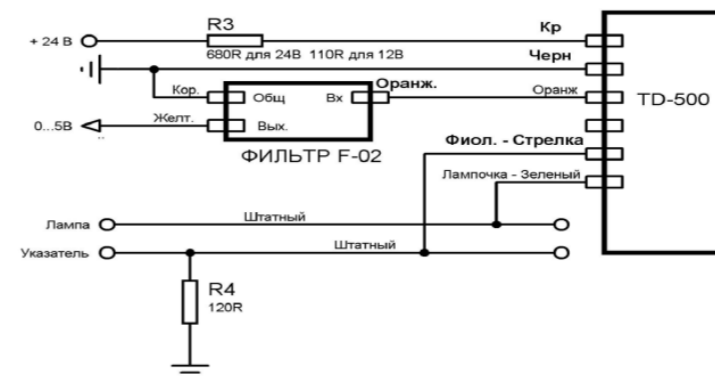 R3
Кр
+ 24 В
680R для 24В 110R для 12В
Черн
Кор.
Общ
Вх
Оранж.
Оранж
TD-500
0...5В
Желт.
Вых.
ФИЛЬТР F-02
Фиол. - Стрелка
Лампочка - Зеленый
Лампа
Штатный
Указатель
Штатный
R4
120R